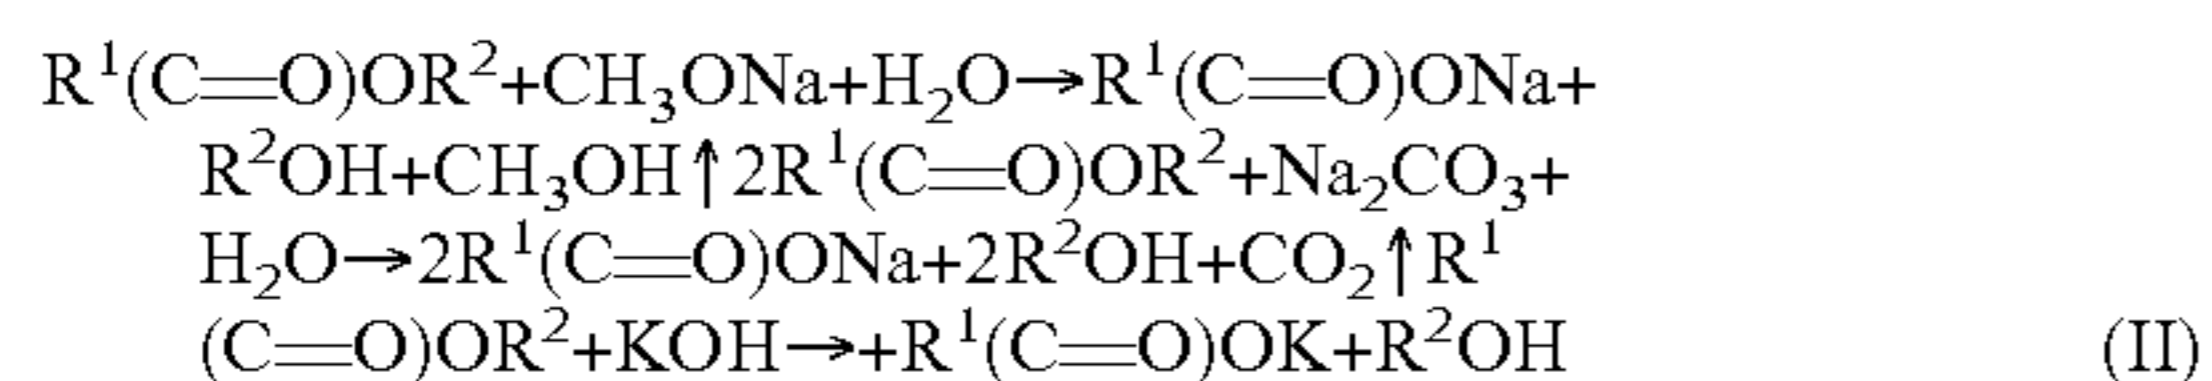 R¹(C=O)OR²+CH₃ONa+H₂O→R¹(C=O)ONa+
R²OH+CH₃OH↑2R¹(C=O)OR²+Na₂CO₃+
H₂O→2R¹(C=O)ONa+2R²OH+CO₂↑R¹
(C=O)OR²+KOH→+R¹(C=O)OK+R²OH (II)